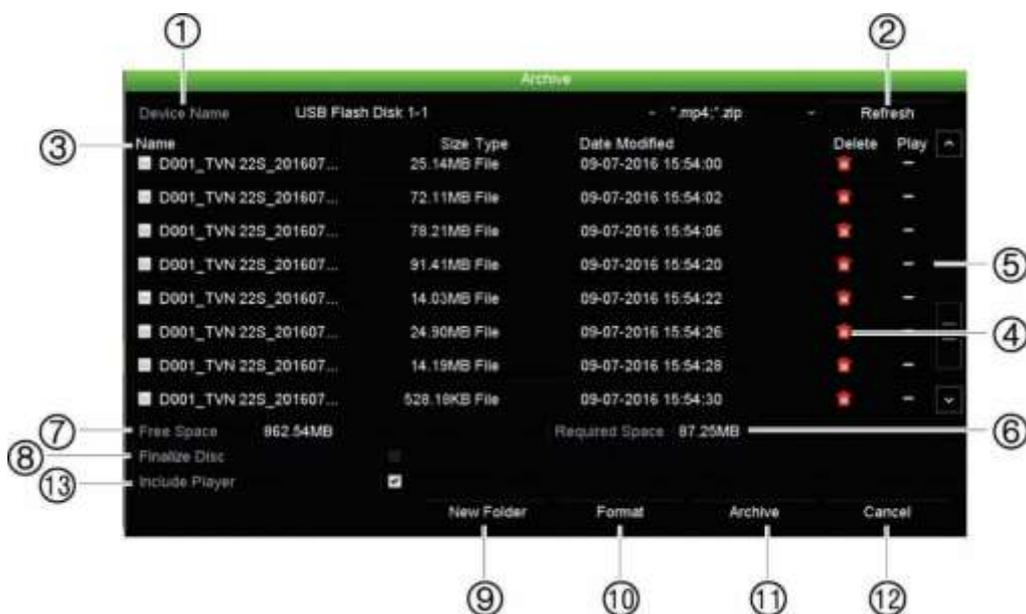 ① ②
Archive
Device Name USB Flash Disk 1-1 *.mp4;*.zip Refresh
③ Name Size Type Date Modified Delete Play
D001_TVN 22S_201607... 25.14MB File 09-07-2016 15:54:00
D001_TVN 22S_201607... 72.11MB File 09-07-2016 15:54:02
D001_TVN 22S_201607... 78.21MB File 09-07-2016 15:54:06
D001_TVN 22S_201607... 91.41MB File 09-07-2016 15:54:20 ⑤
D001_TVN 22S_201607... 14.03MB File 09-07-2016 15:54:22
D001_TVN 22S_201607... 24.90MB File 09-07-2016 15:54:26 ④
D001_TVN 22S_201607... 14.19MB File 09-07-2016 15:54:28
D001_TVN 22S_201607... 528.18KB File 09-07-2016 15:54:30
⑦ Free Space 862.54MB Required Space 87.25MB ⑥
⑧ Finalize Disc
⑬ Include Player
New Folder Format Archive Cancel
⑨ ⑩ ⑪ ⑫